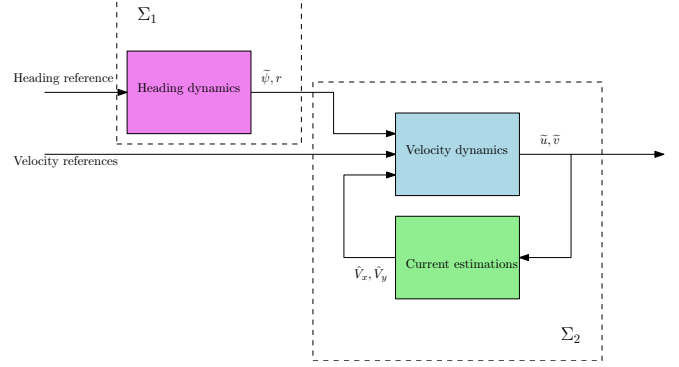 Σ₁
Heading reference
Heading dynamics
ψ̃, r
Velocity references
Velocity dynamics
ũ, ṽ
Current estimations
V̂ₓ, V̂ᵧ
Σ₂